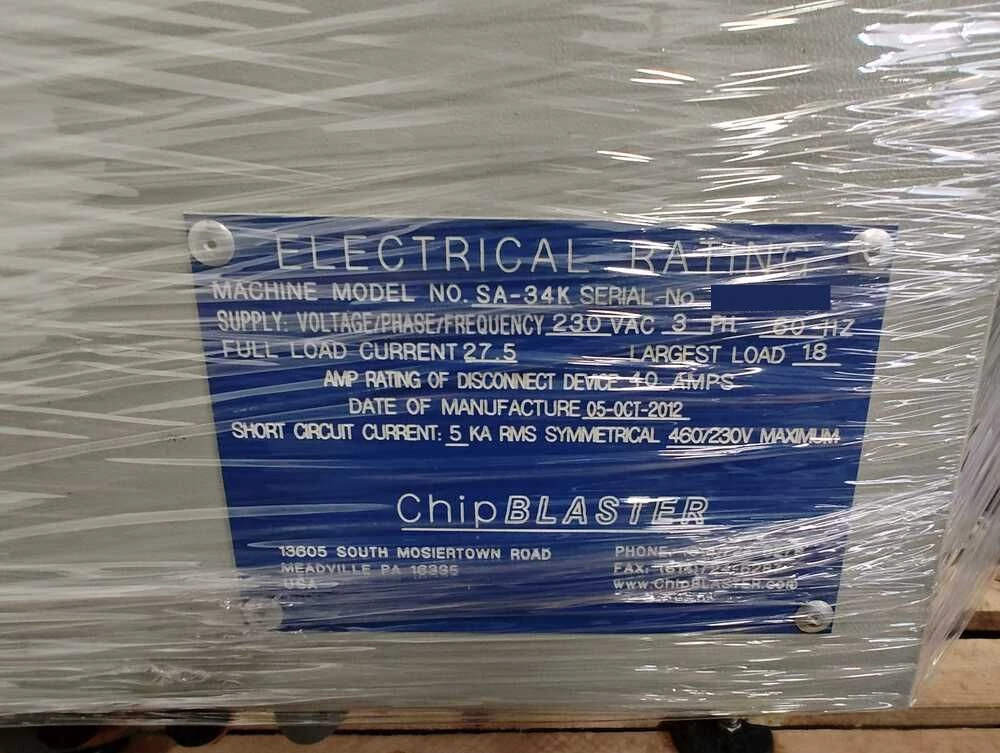 ELECTRICAL RATING
MACHINE MODEL NO. SA-34K SERIAL No
SUPPLY: VOLTAGE/PHASE/FREQUENCY 230 VAC 3 PH 60 HZ
FULL LOAD CURRENT 27.5 LARGEST LOAD 18
AMP RATING OF DISCONNECT DEVICE 40 AMPS
DATE OF MANUFACTURE 05-OCT-2012
SHORT CIRCUIT CURRENT: 5 KA RMS SYMMETRICAL 460/230V MAXIMUM
ChipBLASTER
13605 SOUTH MOSIERTOWN ROAD PHONE:
MEADVILLE PA 16335 FAX:
USA www.ChipBLASTER.com